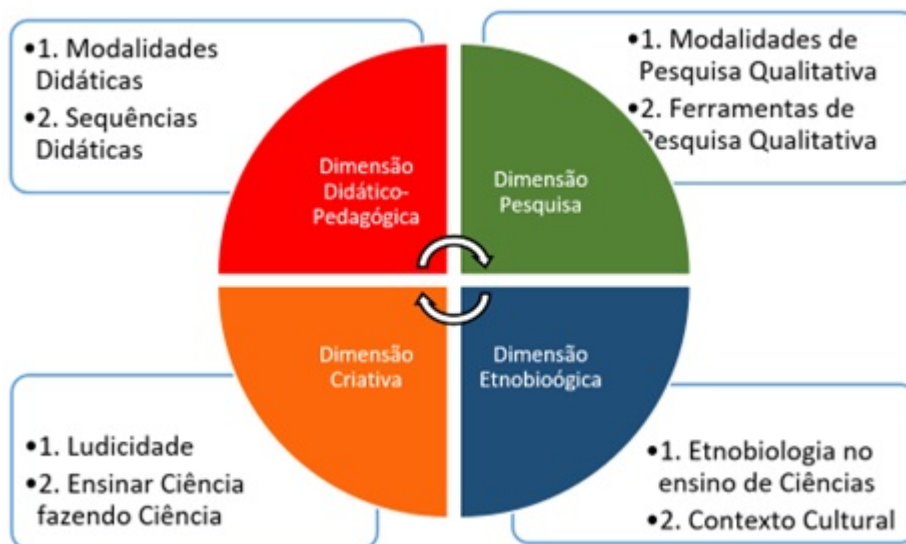 •1. Modalidades
Didáticas
•2. Sequências
Didáticas
•1. Modalidades de
Pesquisa Qualitativa
•2. Ferramentas de
Pesquisa Qualitativa
Dimensão
Didático-
Pedagógica
Dimensão
Pesquisa
Dimensão
Criativa
Dimensão
Etnobioógica
•1. Ludicidade
•2. Ensinar Ciência
fazendo Ciência
•1. Etnobiologia no
ensino de Ciências
•2. Contexto Cultural